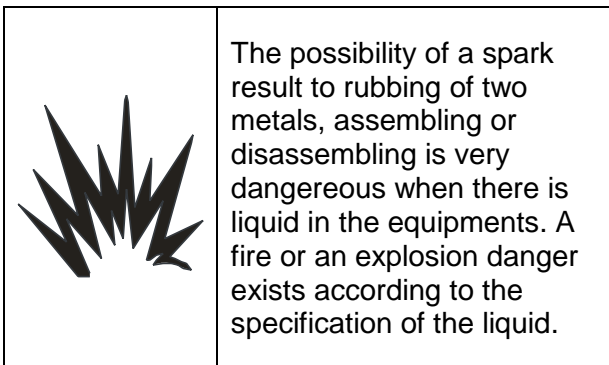 The possibility of a spark
result to rubbing of two
metals, assembling or
disassembling is very
dangereous when there is
liquid in the equipments. A
fire or an explosion danger
exists according to the
specification of the liquid.